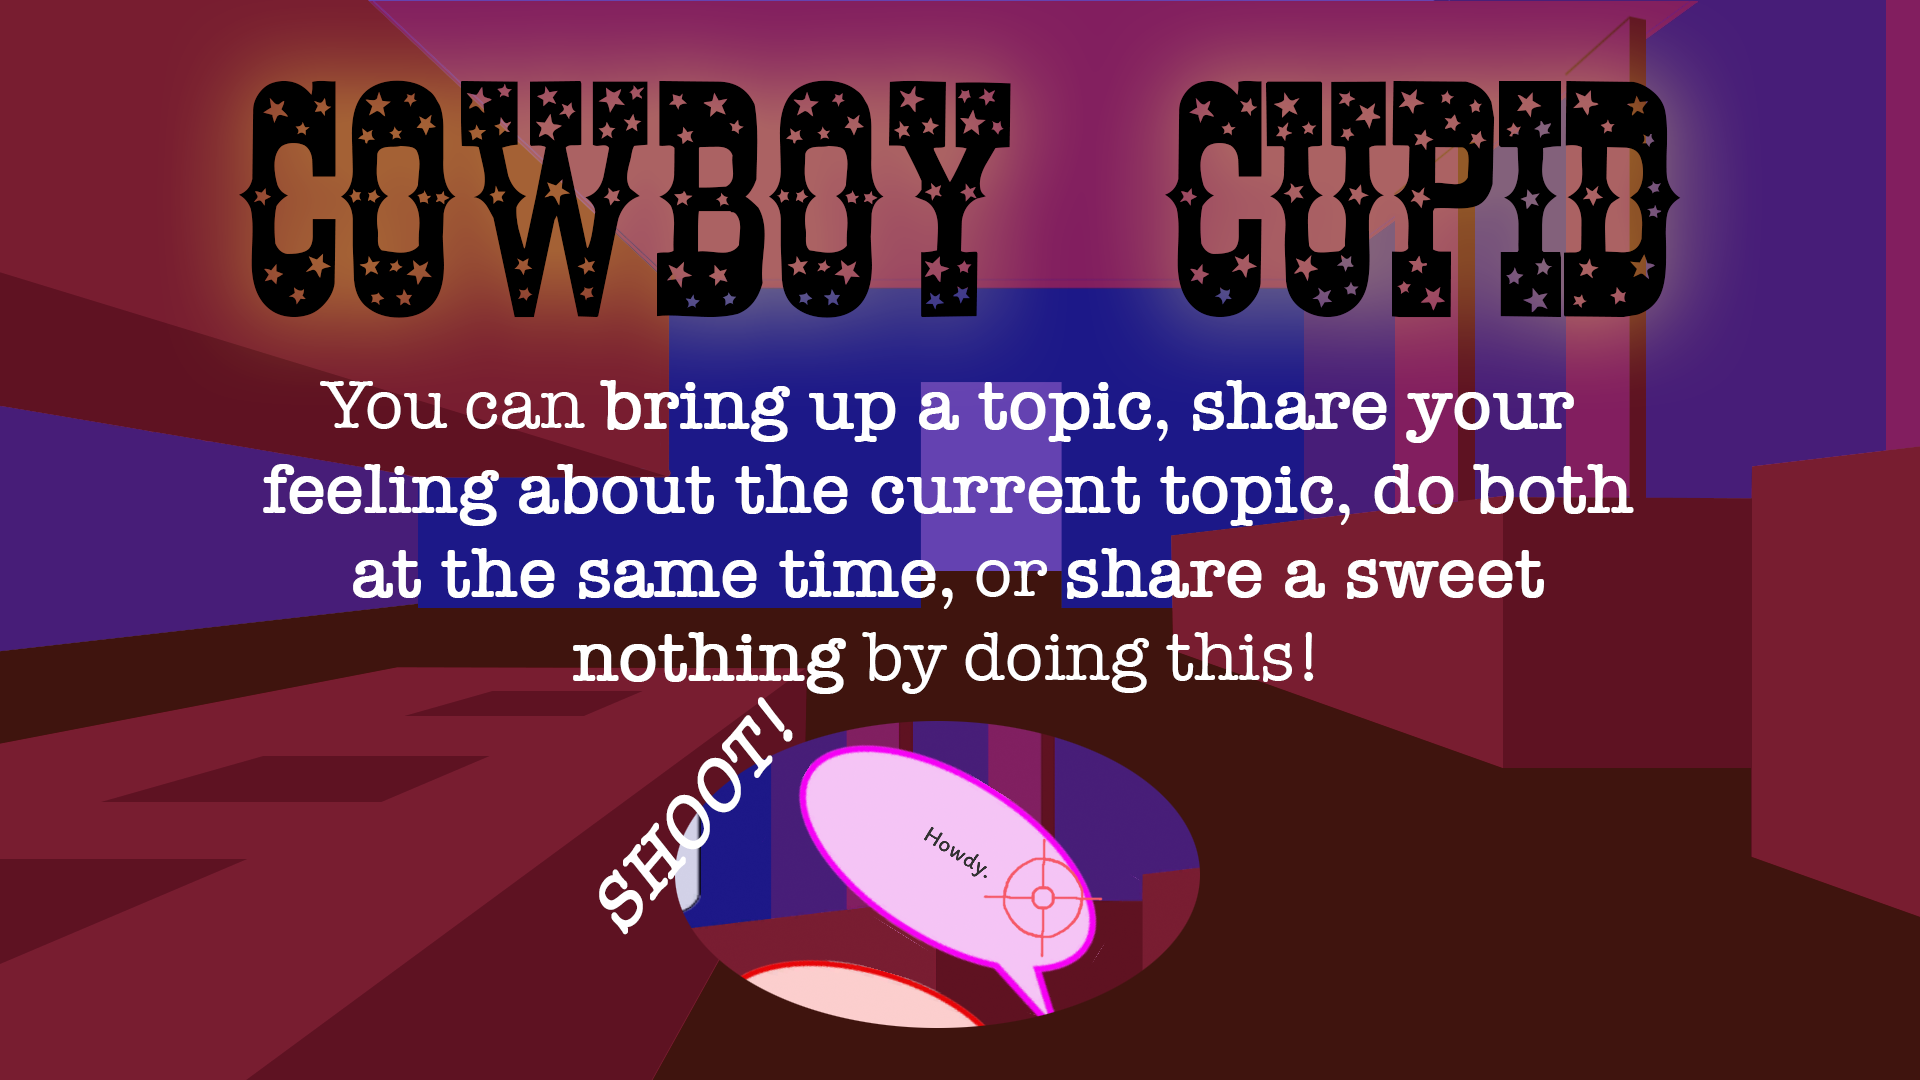 COWBOY CUPID
You can bring up a topic, share your
feeling about the current topic, do both
at the same time, or share a sweet
nothing by doing this!
SHOOT!
Howdy.